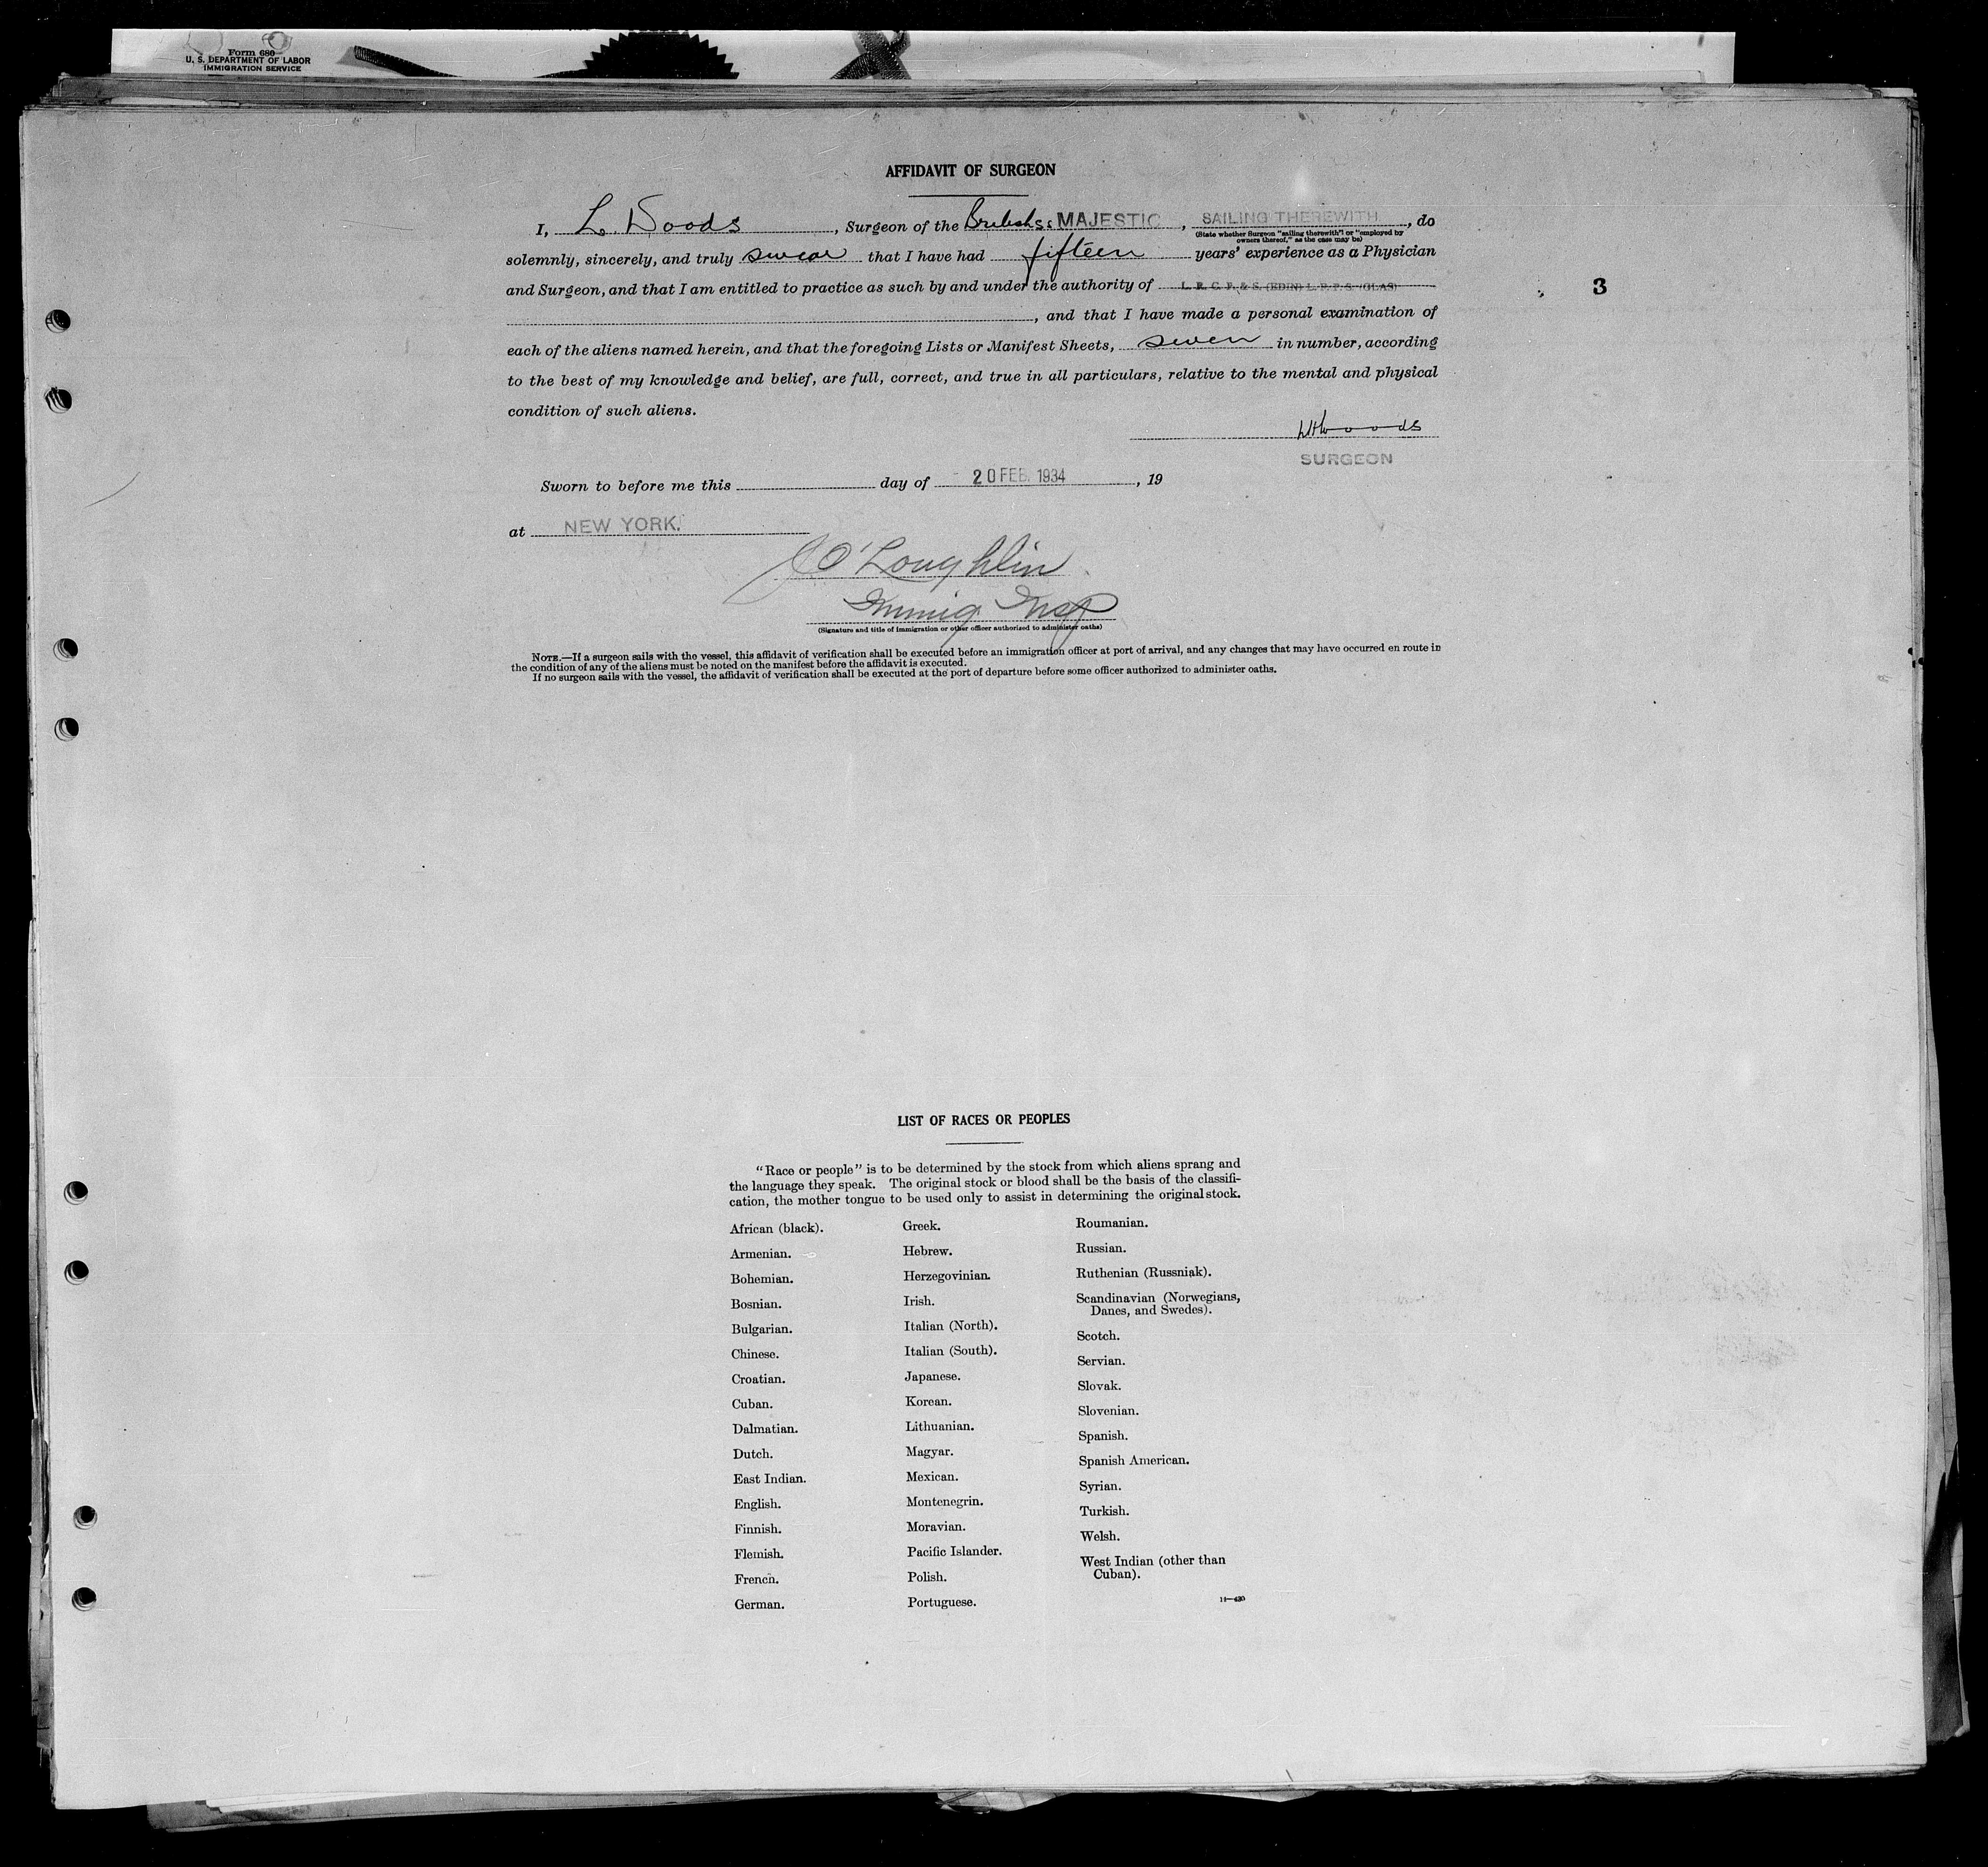 Form 680
U. S. DEPARTMENT OF LABOR
IMMIGRATION SERVICE
AFFIDAVIT OF SURGEON
I, L. Woods, Surgeon of the British SS MAJESTIC, SAILING THEREWITH, do
(State whether Surgeon "sailing therewith" or "employed by
owners thereof," as the case may be)
solemnly, sincerely, and truly swear that I have had fifteen years' experience as a Physician
and Surgeon, and that I am entitled to practice as such by and under the authority of L. R. C. P. & S. (EDIN) L. R. F. P. S. (GLAS)
3
, and that I have made a personal examination of
each of the aliens named herein, and that the foregoing Lists or Manifest Sheets, seven in number, according
to the best of my knowledge and belief, are full, correct, and true in all particulars, relative to the mental and physical
condition of such aliens.
Woods
SURGEON
Sworn to before me this day of 20 FEB. 1934, 19
at NEW YORK.
O'Loughlin
Immig. Insp
(Signature and title of immigration or other officer authorized to administer oaths)
NOTE.—If a surgeon sails with the vessel, this affidavit of verification shall be executed before an immigration officer at port of arrival, and any changes that may have occurred en route in
the condition of any of the aliens must be noted on the manifest before the affidavit is executed.
If no surgeon sails with the vessel, the affidavit of verification shall be executed at the port of departure before some officer authorized to administer oaths.
LIST OF RACES OR PEOPLES
"Race or people" is to be determined by the stock from which aliens sprang and
the language they speak. The original stock or blood shall be the basis of the classifi-
cation, the mother tongue to be used only to assist in determining the original stock.
African (black).
Armenian.
Bohemian.
Bosnian.
Bulgarian.
Chinese.
Croatian.
Cuban.
Dalmatian.
Dutch.
East Indian.
English.
Finnish.
Flemish.
French.
German.
Greek.
Hebrew.
Herzegovinian.
Irish.
Italian (North).
Italian (South).
Japanese.
Korean.
Lithuanian.
Magyar.
Mexican.
Montenegrin.
Moravian.
Pacific Islander.
Polish.
Portuguese.
Roumanian.
Russian.
Ruthenian (Russniak).
Scandinavian (Norwegians,
Danes, and Swedes).
Scotch.
Servian.
Slovak.
Slovenian.
Spanish.
Spanish American.
Syrian.
Turkish.
Welsh.
West Indian (other than
Cuban).